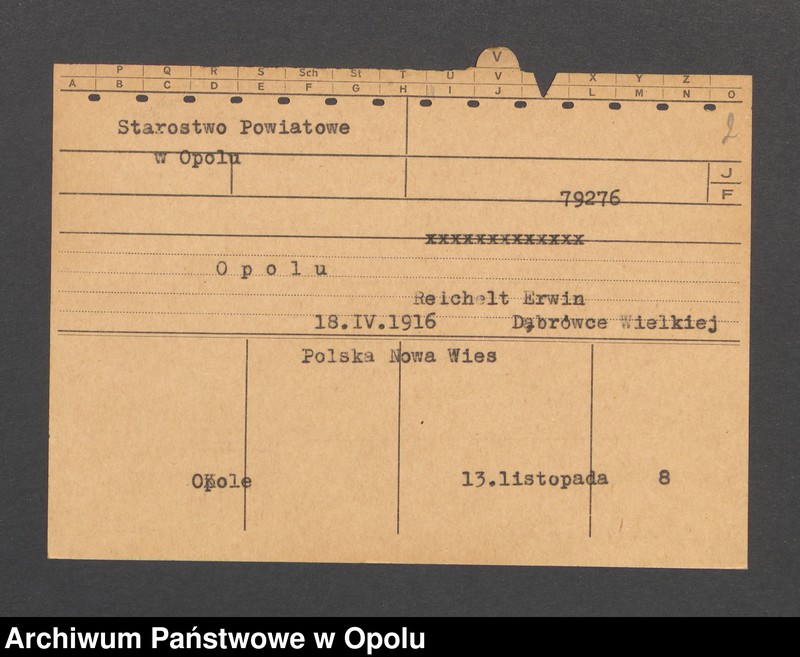 V
P Q R S Sch St T U V X Y Z
A B C D E F G H I J L M N O
2
Starostwo Powiatowe
w Opolu
J
F
79276
xxxxxxxxxxxxx
O p o l u
Reichelt Erwin
18.IV.1916 Dąbrówce Wielkiej
Polska Nowa Wies
Opole 13.listopada 8
Archiwum Państwowe w Opolu